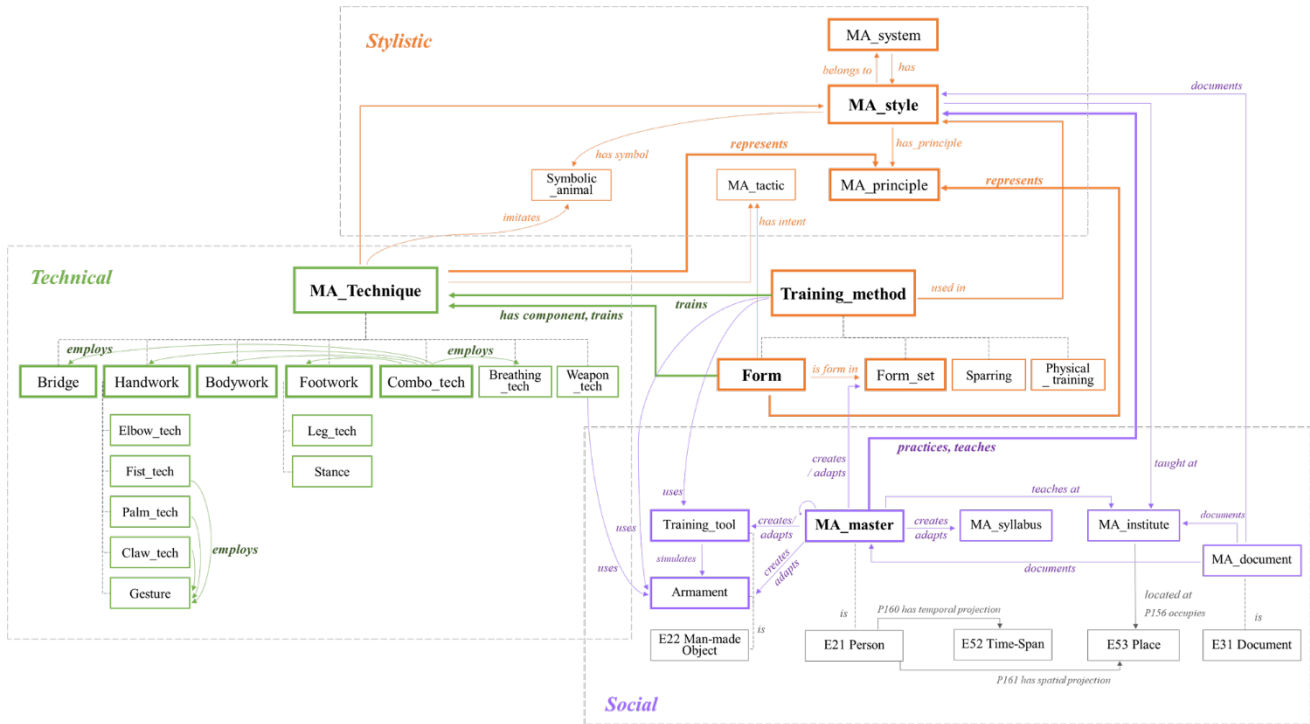 Stylistic
MA_system
belongs to
has
MA_style
documents
has symbol
represents
has_principle
Symbolic
_animal
MA_tactic
MA_principle
represents
imitates
has intent
Technical
MA_Technique
Training_method
used in
trains
has component, trains
employs
employs
Bridge
Handwork
Bodywork
Footwork
Combo_tech
Breathing
_tech
Weapon
_tech
Form
is form in
Form_set
Sparring
Physical
_training
Elbow_tech
Leg_tech
Fist_tech
Stance
practices, teaches
creates
/ adapts
taught at
uses
teaches at
Palm_tech
uses
Training_tool
creates/
adapts
MA_master
creates
adapts
MA_syllabus
MA_institute
documents
Claw_tech
employs
simulates
creates
adapts
documents
MA_document
uses
Gesture
Armament
located at
is
P160 has temporal projection
P156 occupies
is
is
E22 Man-made
Object
E21 Person
E52 Time-Span
E53 Place
E31 Document
P161 has spatial projection
Social